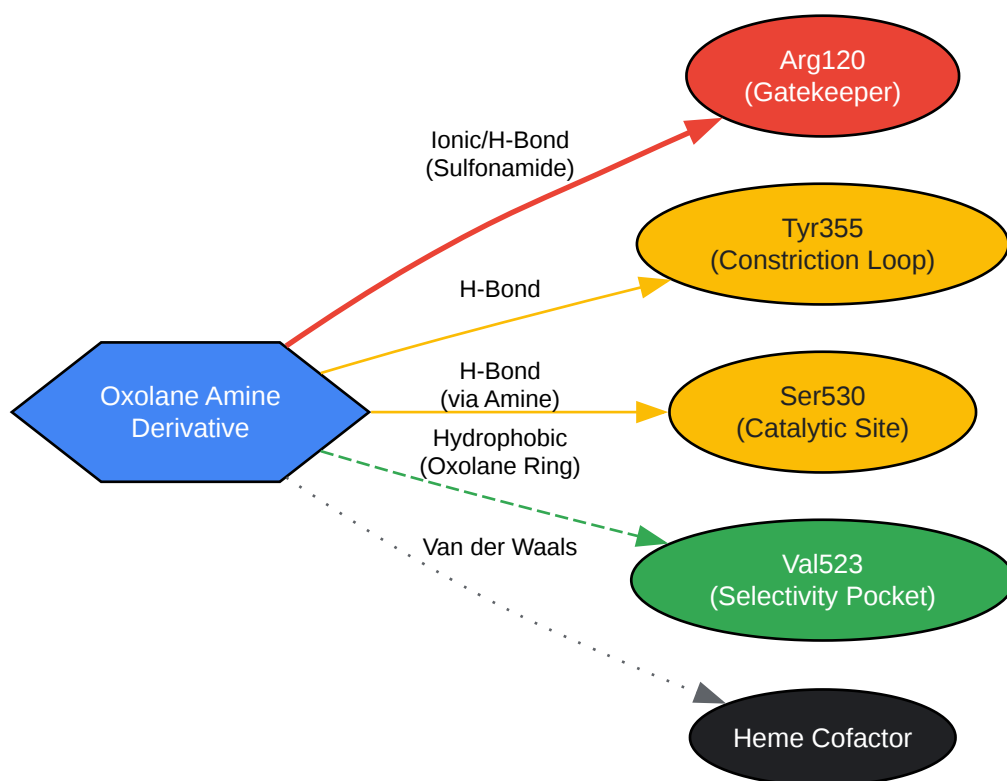 Arg120
(Gatekeeper)
Ionic/H-Bond
(Sulfonamide)
Tyr355
(Constriction Loop)
H-Bond
Oxolane Amine
Derivative
H-Bond
(via Amine)
Ser530
(Catalytic Site)
Hydrophobic
(Oxolane Ring)
Van der Waals
Val523
(Selectivity Pocket)
Heme Cofactor